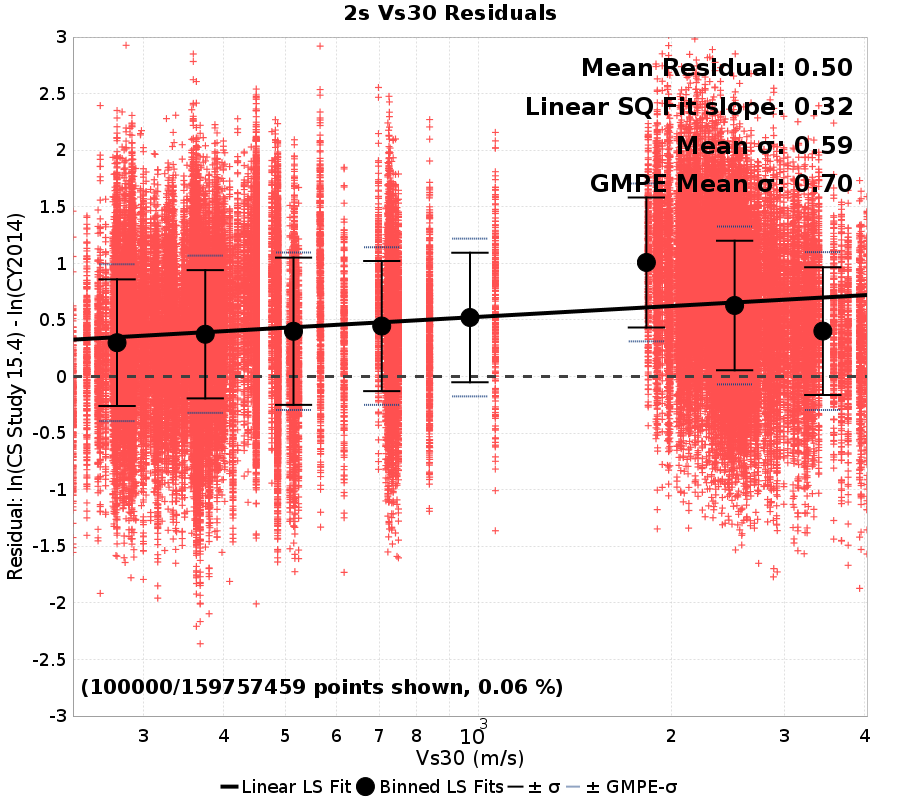 2s Vs30 Residuals
Mean Residual: 0.50
Linear SQ Fit slope: 0.32
Mean σ: 0.59
GMPE Mean σ: 0.70
3
2.5
2
1.5
1
0.5
0
-0.5
-1
-1.5
-2
-2.5
-3
Residual: ln(CS Study 15.4) - ln(CY2014)
(100000/159757459 points shown, 0.06 %)
3 4 5 6 7 8 10³ 2 3 4
Vs30 (m/s)
Linear LS Fit Binned LS Fits ± σ ± GMPE-σ